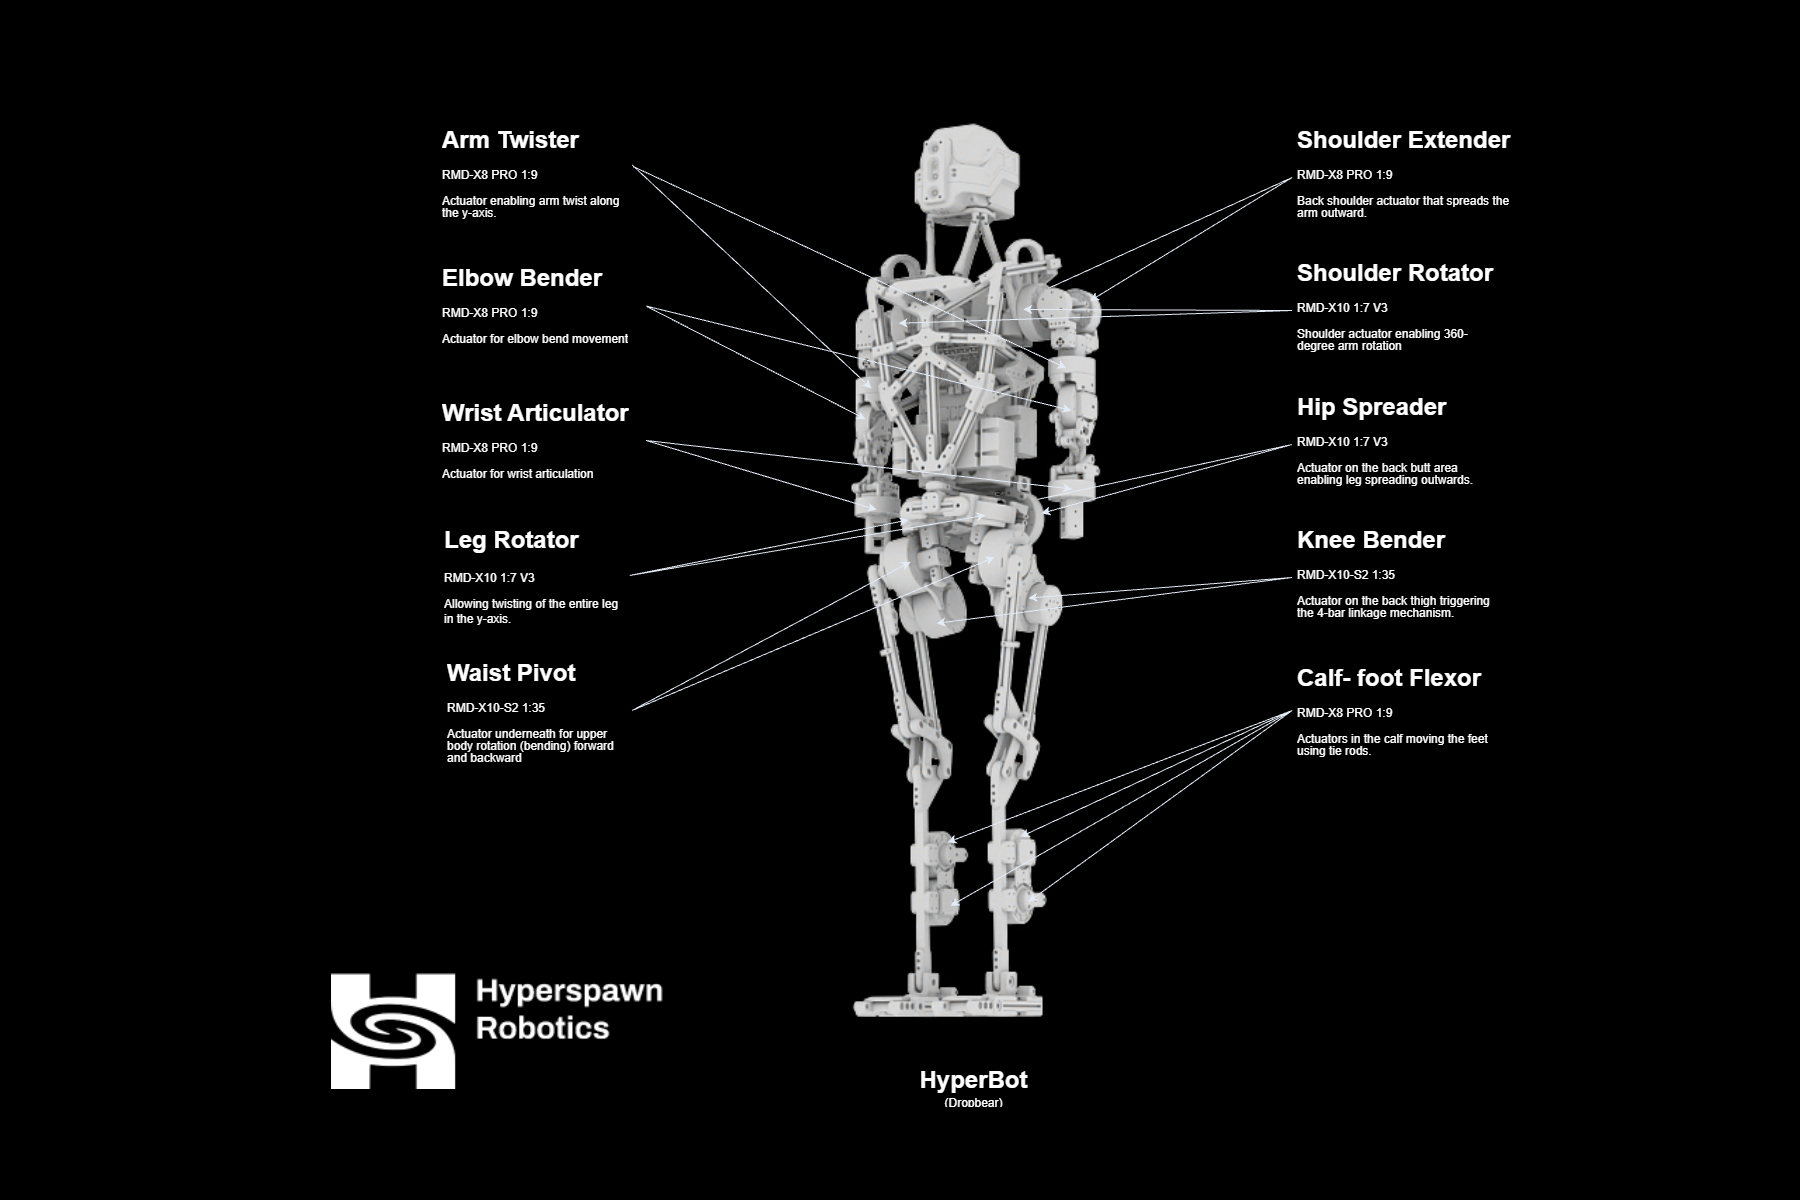 Arm Twister
RMD-X8 PRO 1:9
Actuator enabling arm twist along
the y-axis.
Elbow Bender
RMD-X8 PRO 1:9
Actuator for elbow bend movement
Wrist Articulator
RMD-X8 PRO 1:9
Actuator for wrist articulation
Leg Rotator
RMD-X10 1:7 V3
Allowing twisting of the entire leg
in the y-axis.
Waist Pivot
RMD-X10-S2 1:35
Actuator underneath for upper
body rotation (bending) forward
and backward
Shoulder Extender
RMD-X8 PRO 1:9
Back shoulder actuator that spreads the
arm outward.
Shoulder Rotator
RMD-X10 1:7 V3
Shoulder actuator enabling 360-
degree arm rotation
Hip Spreader
RMD-X10 1:7 V3
Actuator on the back butt area
enabling leg spreading outwards.
Knee Bender
RMD-X10-S2 1:35
Actuator on the back thigh triggering
the 4-bar linkage mechanism.
Calf- foot Flexor
RMD-X8 PRO 1:9
Actuators in the calf moving the feet
using tie rods.
Hyperspawn
Robotics
HyperBot
(Dropbear)